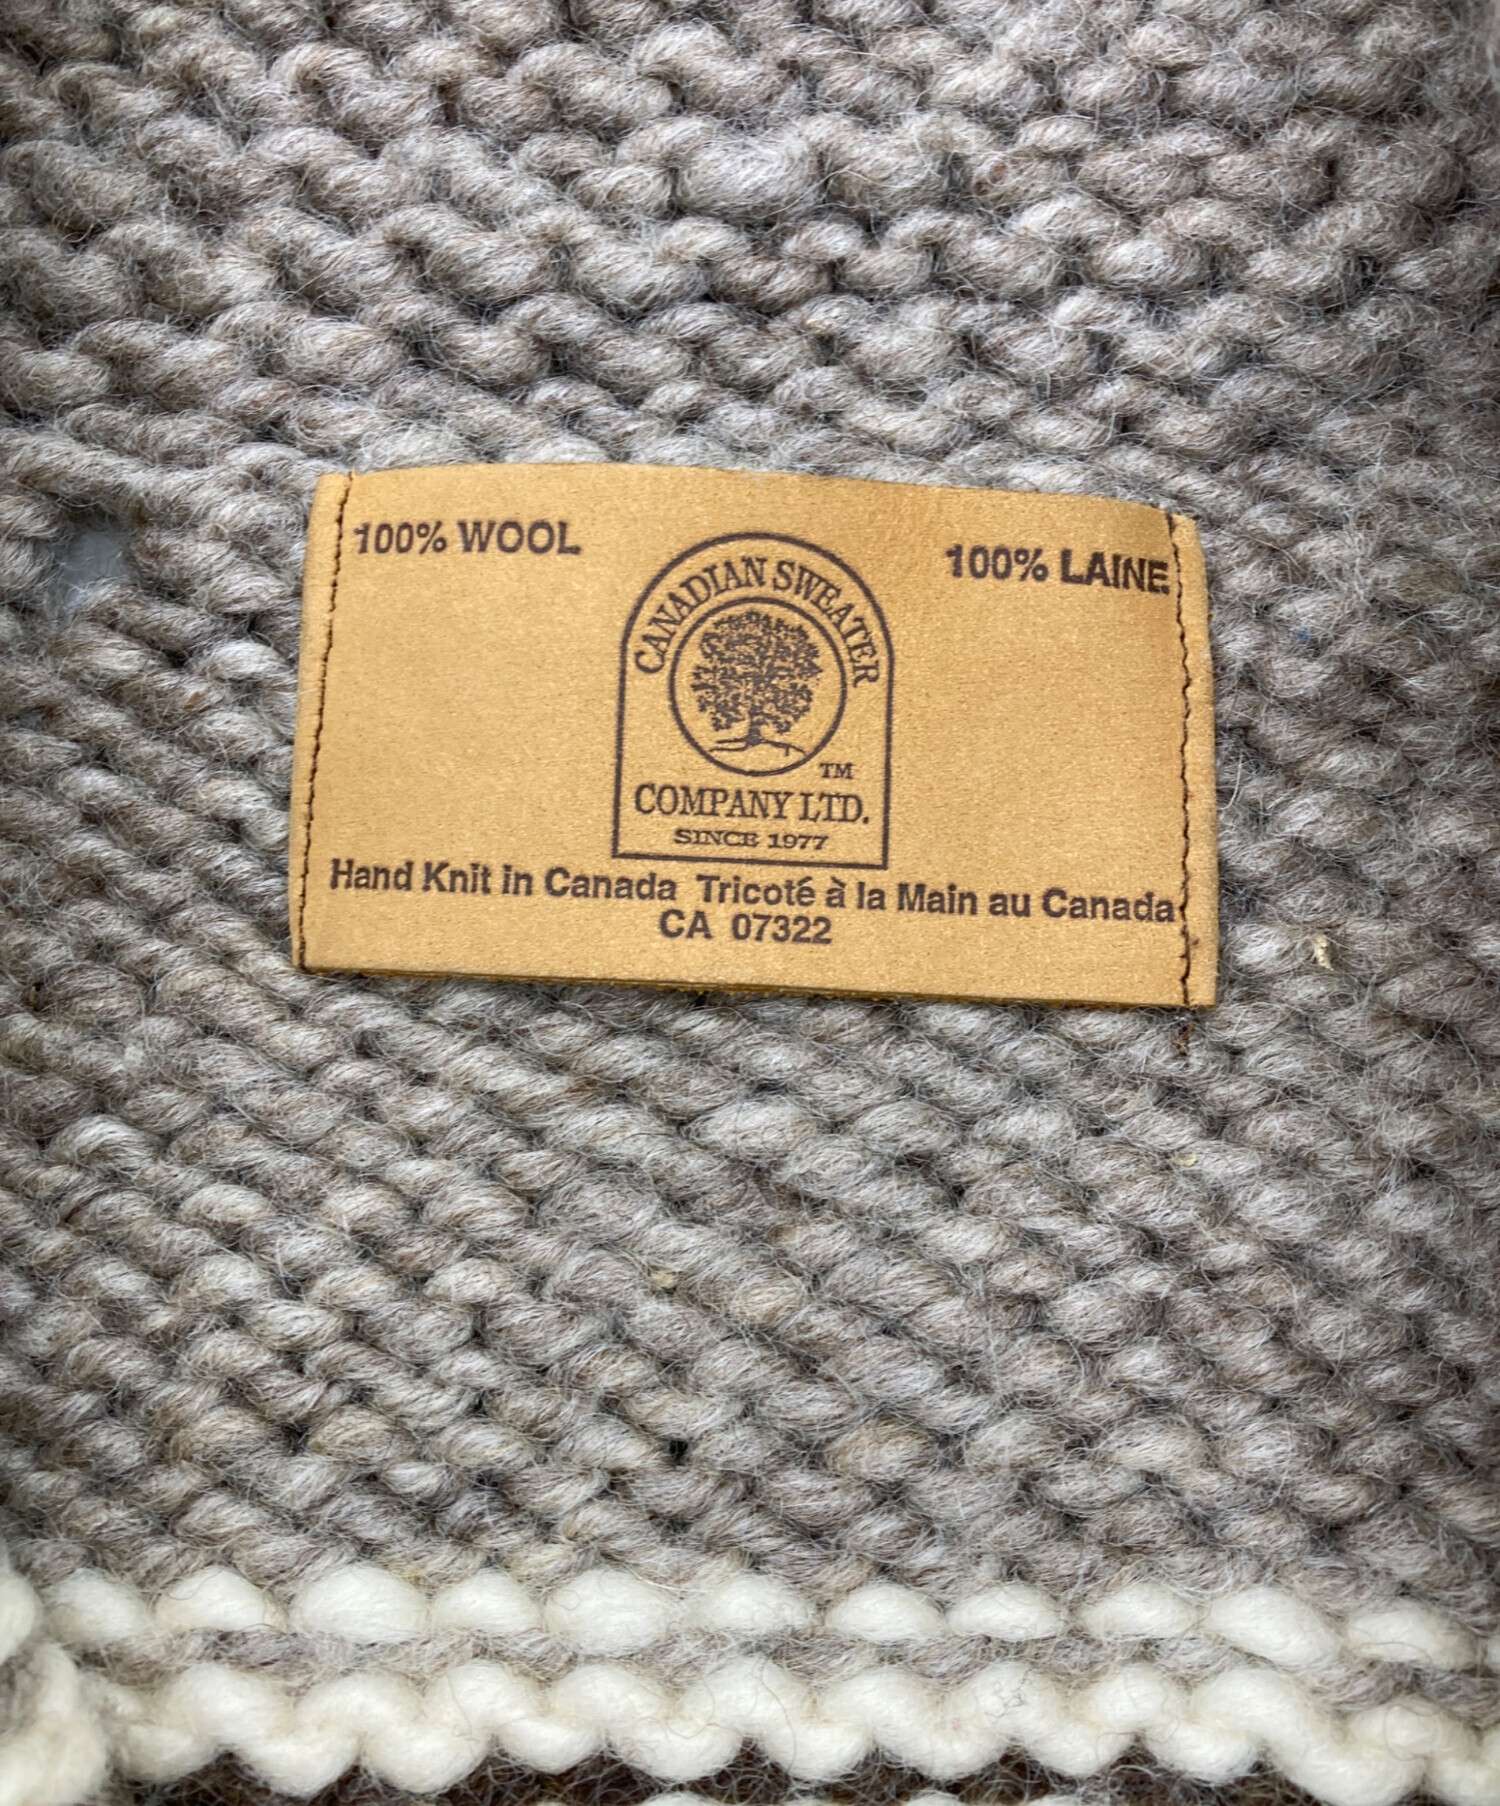 100% WOOL
100% LAINE
CANADIAN SWEATER
TM
COMPANY LTD.
SINCE 1977
Hand Knit in Canada Tricoté à la Main au Canada
CA 07322